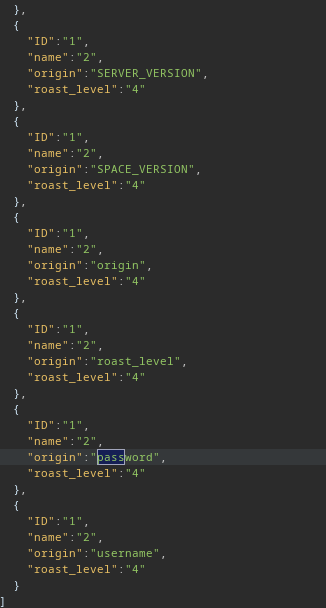 },
{
"ID":"1",
"name":"2",
"origin":"SERVER_VERSION",
"roast_level":"4"
},
{
"ID":"1",
"name":"2",
"origin":"SPACE_VERSION",
"roast_level":"4"
},
{
"ID":"1",
"name":"2",
"origin":"origin",
"roast_level":"4"
},
{
"ID":"1",
"name":"2",
"origin":"roast_level",
"roast_level":"4"
},
{
"ID":"1",
"name":"2",
"origin":"password",
"roast_level":"4"
},
{
"ID":"1",
"name":"2",
"origin":"username",
"roast_level":"4"
}
]